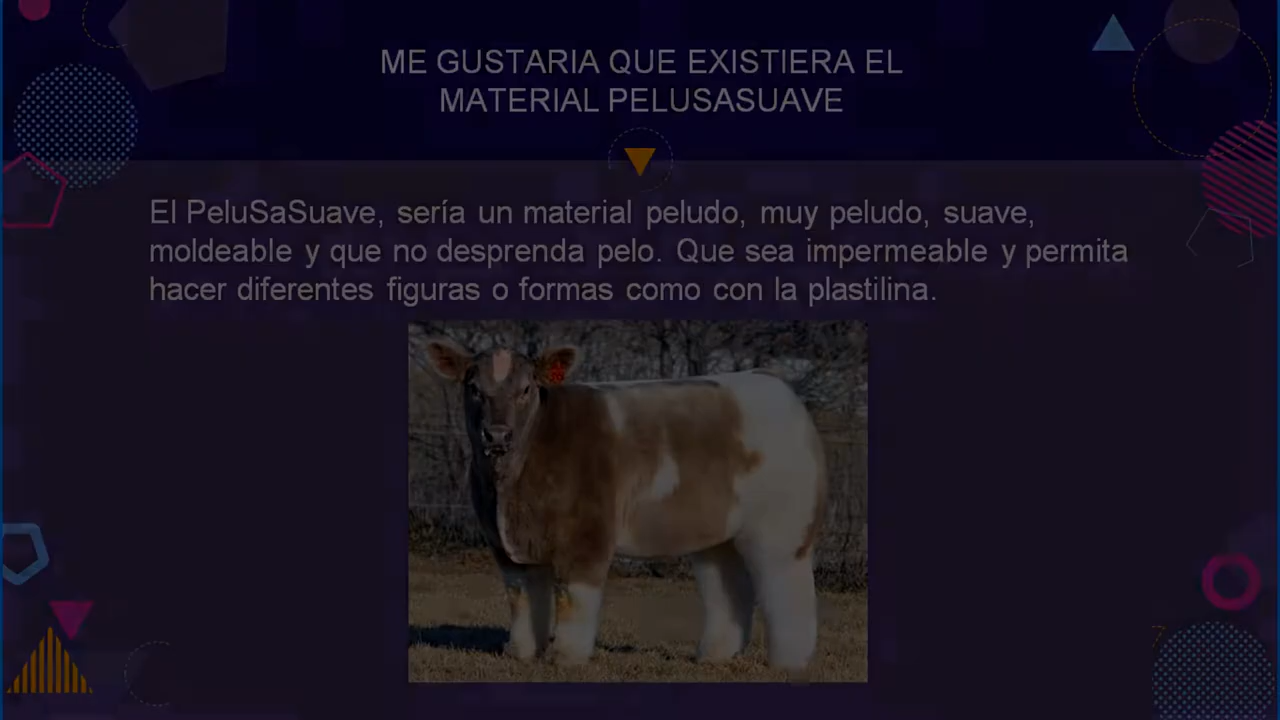 ME GUSTARIA QUE EXISTIERA EL
MATERIAL PELUSASUAVE
El PeluSaSuave, sería un material peludo, muy peludo, suave,
moldeable y que no desprenda pelo. Que sea impermeable y permita
hacer diferentes figuras o formas como con la plastilina.